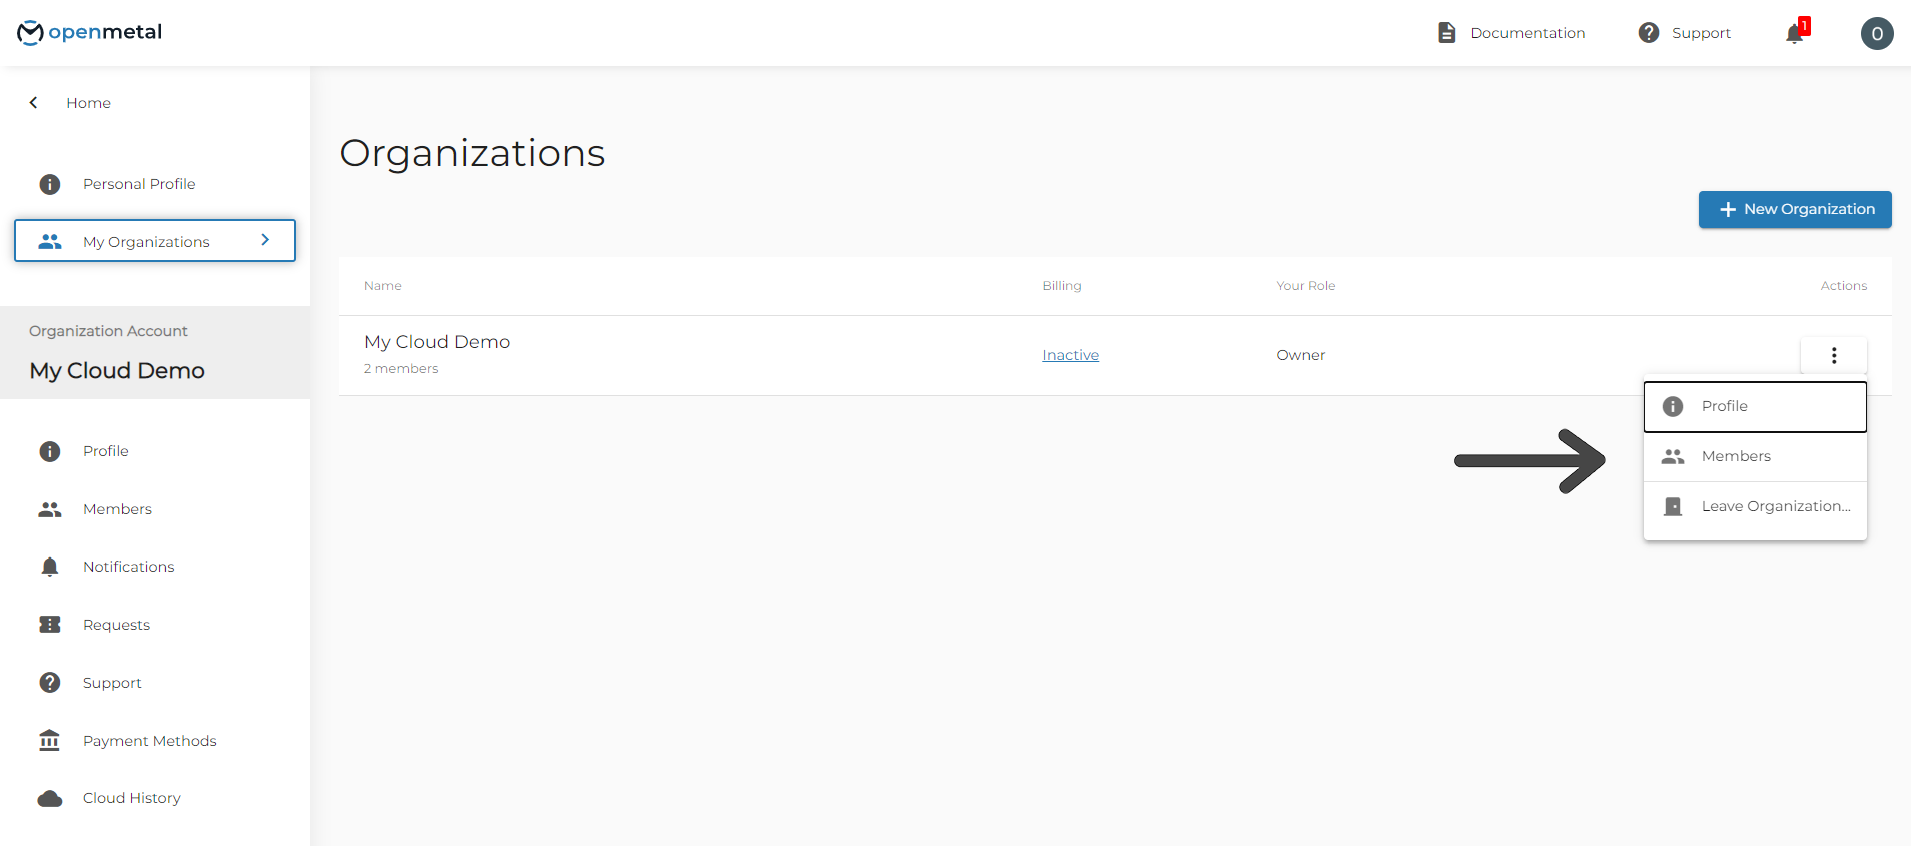 openmetal
Documentation
Support
1
O
Home
Personal Profile
My Organizations
Organization Account
My Cloud Demo
Profile
Members
Notifications
Requests
Support
Payment Methods
Cloud History
Organizations
New Organization
Name Billing Your Role Actions
My Cloud Demo Inactive Owner
2 members
Profile
Members
Leave Organization...